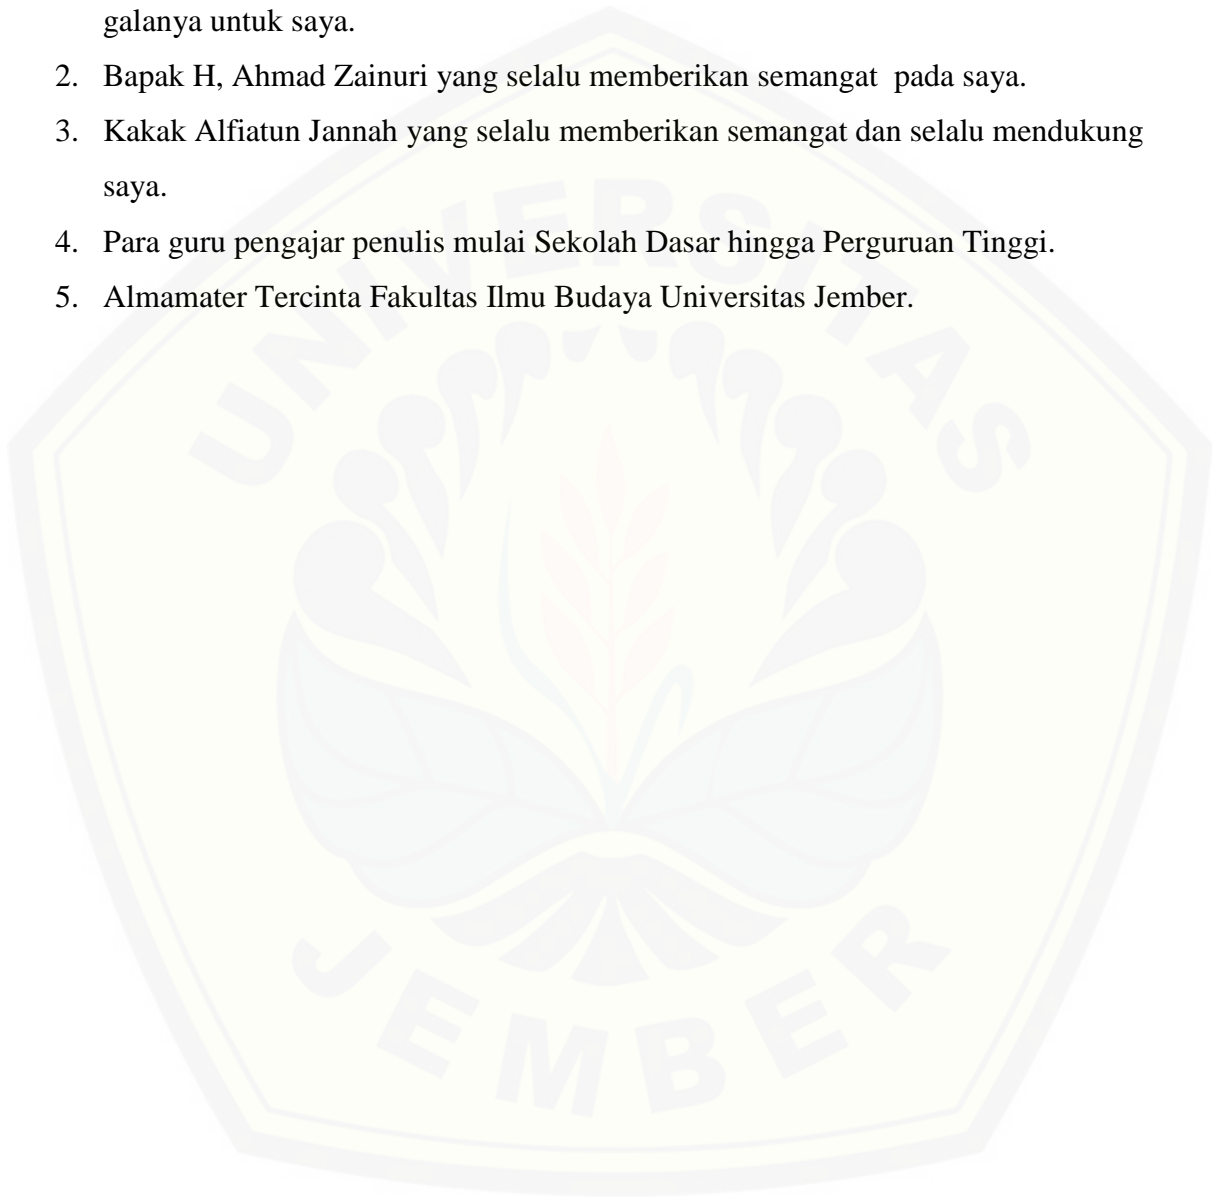 galanya untuk saya.
2. Bapak H, Ahmad Zainuri yang selalu memberikan semangat  pada saya.
3. Kakak Alfiatun Jannah yang selalu memberikan semangat dan selalu mendukung
saya.
4. Para guru pengajar penulis mulai Sekolah Dasar hingga Perguruan Tinggi.
5. Almamater Tercinta Fakultas Ilmu Budaya Universitas Jember.
UNIVERSITAS
JEMBER